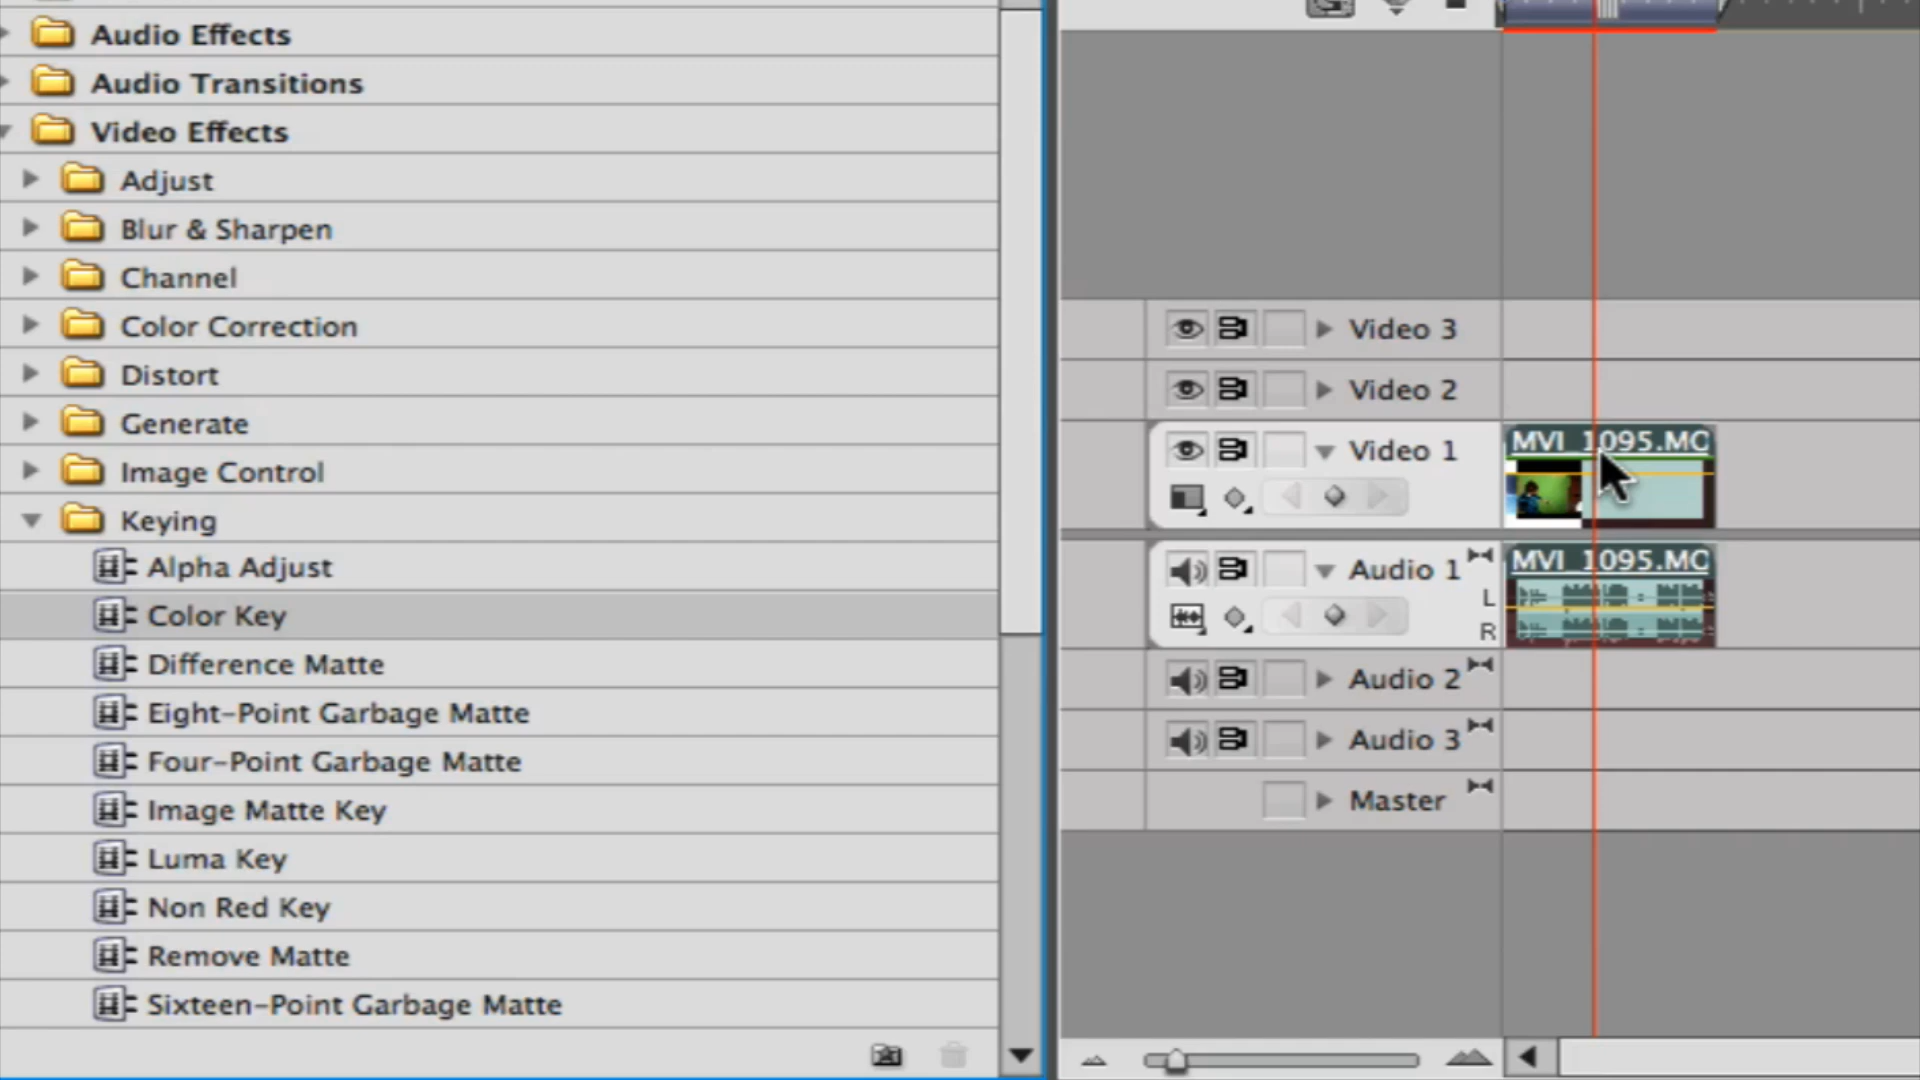 Audio Effects
Audio Transitions
Video Effects
Adjust
Blur & Sharpen
Channel
Color Correction
Distort
Generate
Image Control
Keying
Alpha Adjust
Color Key
Difference Matte
Eight-Point Garbage Matte
Four-Point Garbage Matte
Image Matte Key
Luma Key
Non Red Key
Remove Matte
Sixteen-Point Garbage Matte
Video 3
Video 2
Video 1
MVI_1095.MO
Audio 1
L
R
MVI_1095.MO
Audio 2
Audio 3
Master